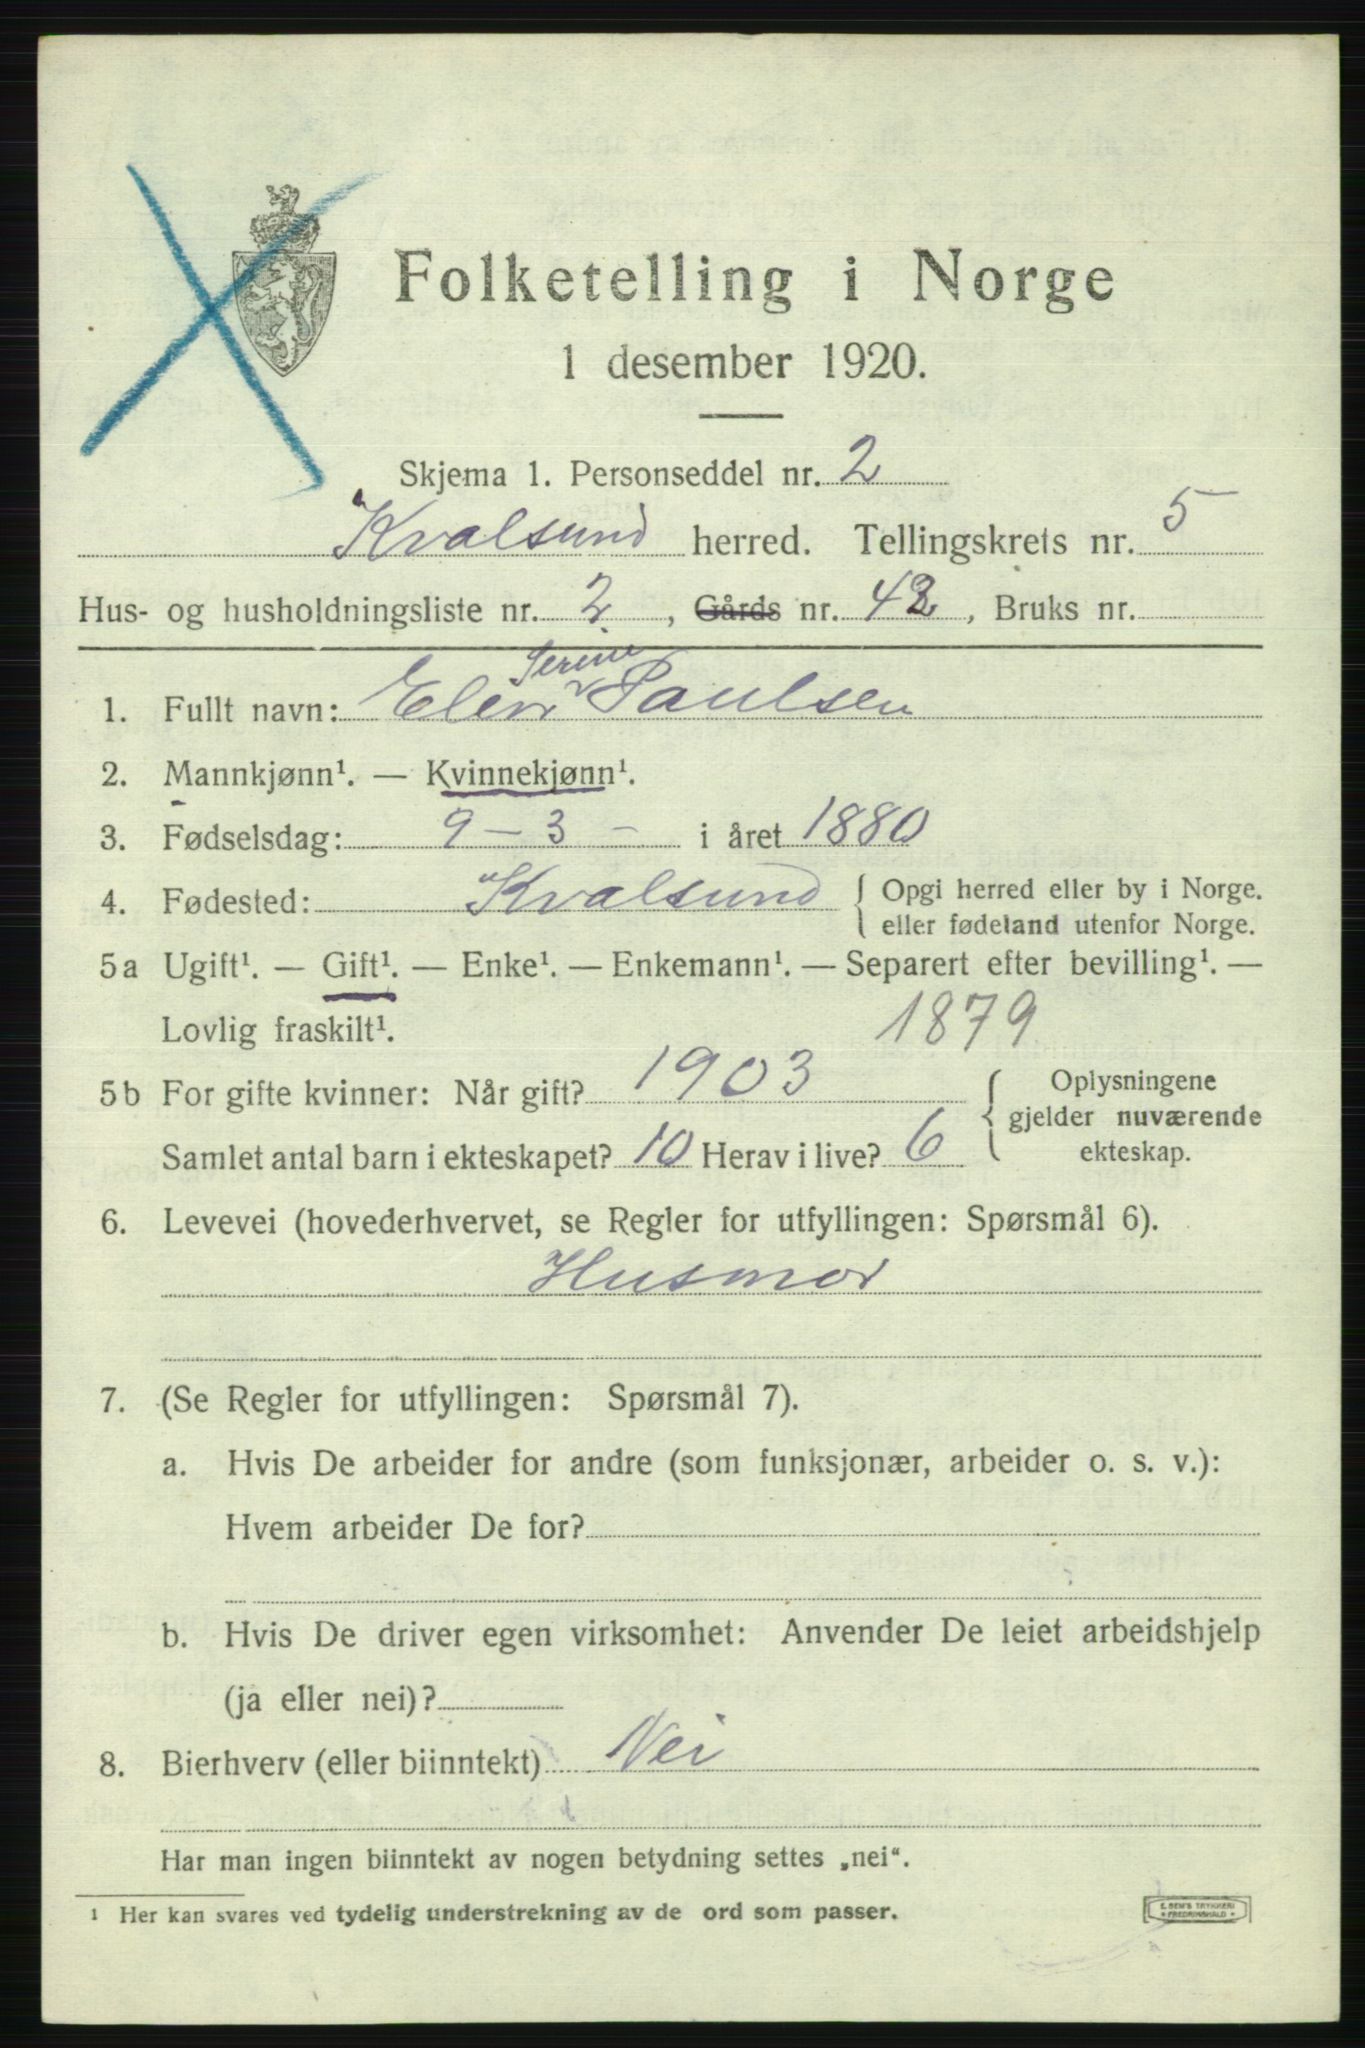 Folketelling i Norge
1 desember 1920.
Skjema 1. Personseddel nr. 2
Kvalsund herred. Tellingskrets nr. 5
Hus- og husholdningsliste nr. 2, Gårds nr. 42, Bruks nr.
Serine
1. Fullt navn: Elen Paulsen
2. Mannkjønn¹. — Kvinnekjønn¹.
3. Fødselsdag: 9 – 3 – i året 1880
4. Fødested: Kvalsund { Opgi herred eller by i Norge.
eller fødeland utenfor Norge.
5a Ugift¹. — Gift¹. — Enke¹. — Enkemann¹. — Separert efter bevilling¹. —
Lovlig fraskilt¹. 1879
5b For gifte kvinner: Når gift? 1903 { Oplysningene
gjelder nuværende
Samlet antal barn i ekteskapet? 10 Herav i live? 6 ekteskap.
6. Levevei (hovederhvervet, se Regler for utfyllingen: Spørsmål 6).
Husmor
7. (Se Regler for utfyllingen: Spørsmål 7).
a. Hvis De arbeider for andre (som funksjonær, arbeider o. s. v.):
Hvem arbeider De for?
b. Hvis De driver egen virksomhet: Anvender De leiet arbeidshjelp
(ja eller nei)?
8. Bierhverv (eller biinntekt) Nei
Har man ingen biinntekt av nogen betydning settes „nei“.
¹ Her kan svares ved tydelig understrekning av de ord som passer.
E. SEM'S TRYKKERI
FREDRIKSHALD